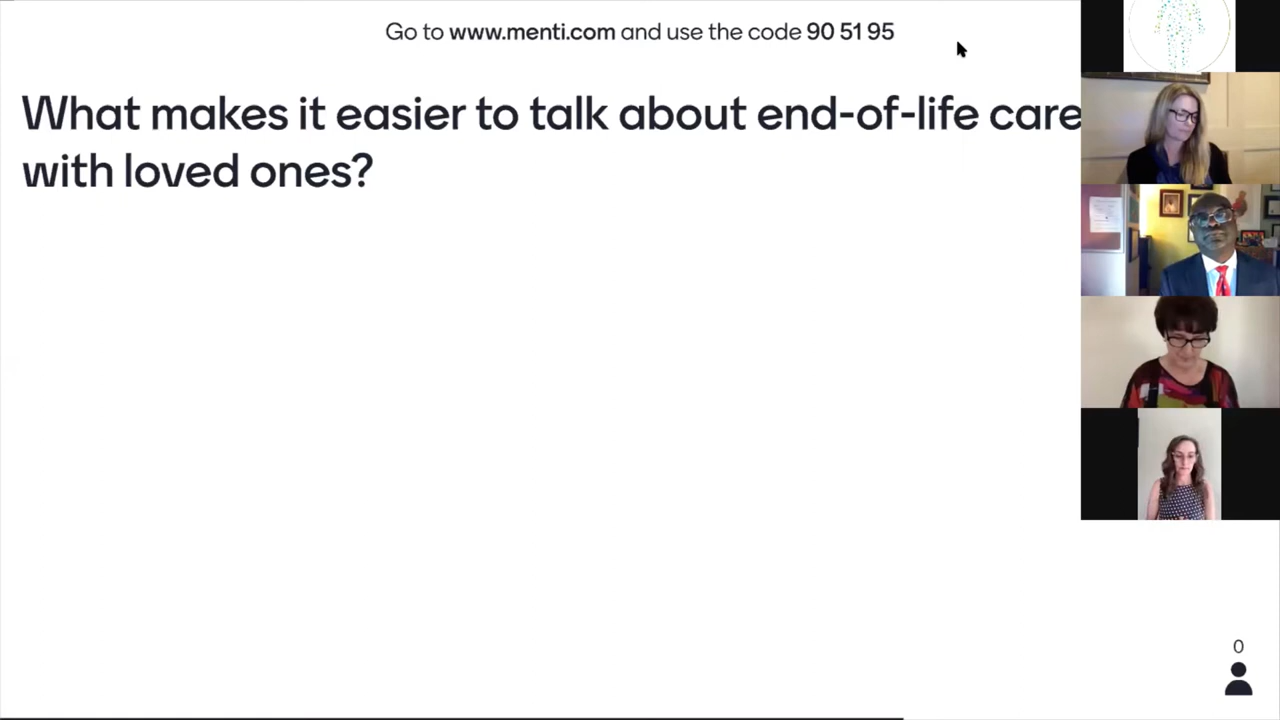 Go to www.menti.com and use the code 90 51 95
What makes it easier to talk about end-of-life care
with loved ones?
0